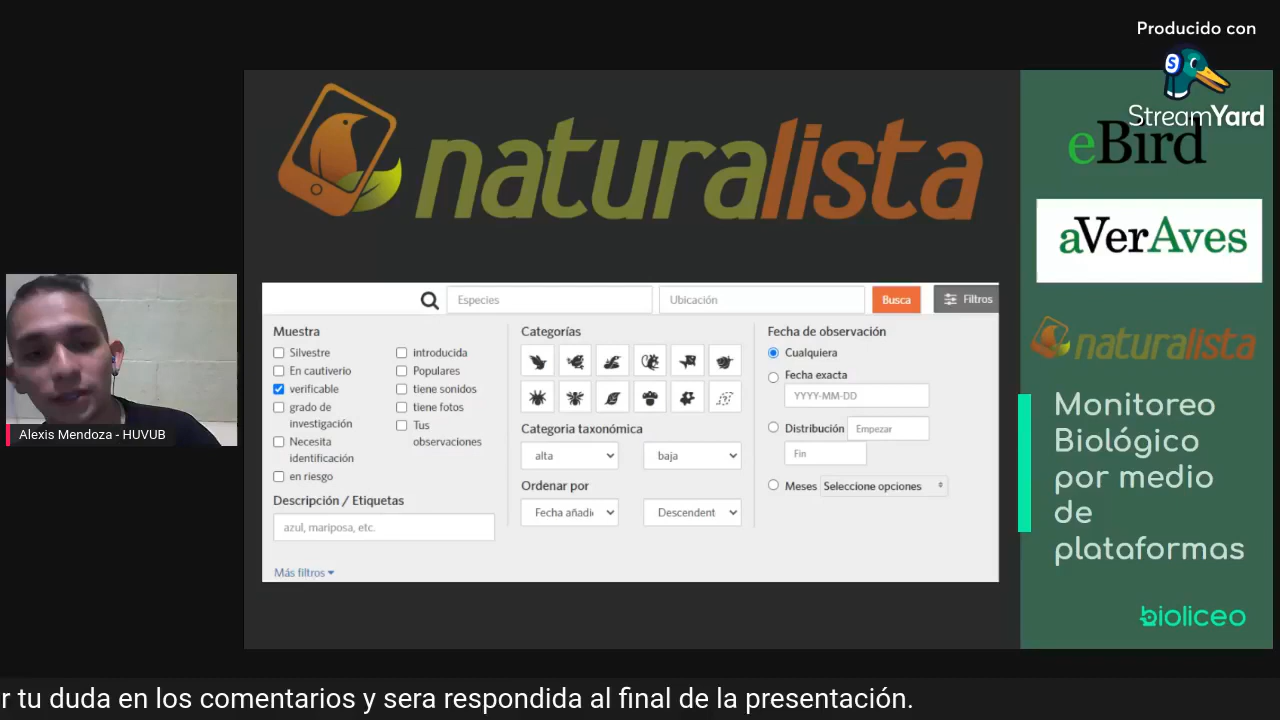 Producido con
StreamYard
naturalista
eBird
aVerAves
naturalista
Monitoreo
Biológico
por medio
de
plataformas
bioliceo
Especies
Ubicación
Busca
Filtros
Muestra
Silvestre
En cautiverio
verificable
grado de
investigación
Necesita
identificación
en riesgo
introducida
Populares
tiene sonidos
tiene fotos
Tus
observaciones
Descripción / Etiquetas
azul, mariposa, etc.
Más filtros
Categorías
Categoria taxonómica
alta
baja
Ordenar por
Fecha añadi
Descendent
Fecha de observación
Cualquiera
Fecha exacta
YYYY-MM-DD
Distribución
Empezar
Fin
Meses
Seleccione opciones
Alexis Mendoza - HUVUB
r tu duda en los comentarios y sera respondida al final de la presentación.